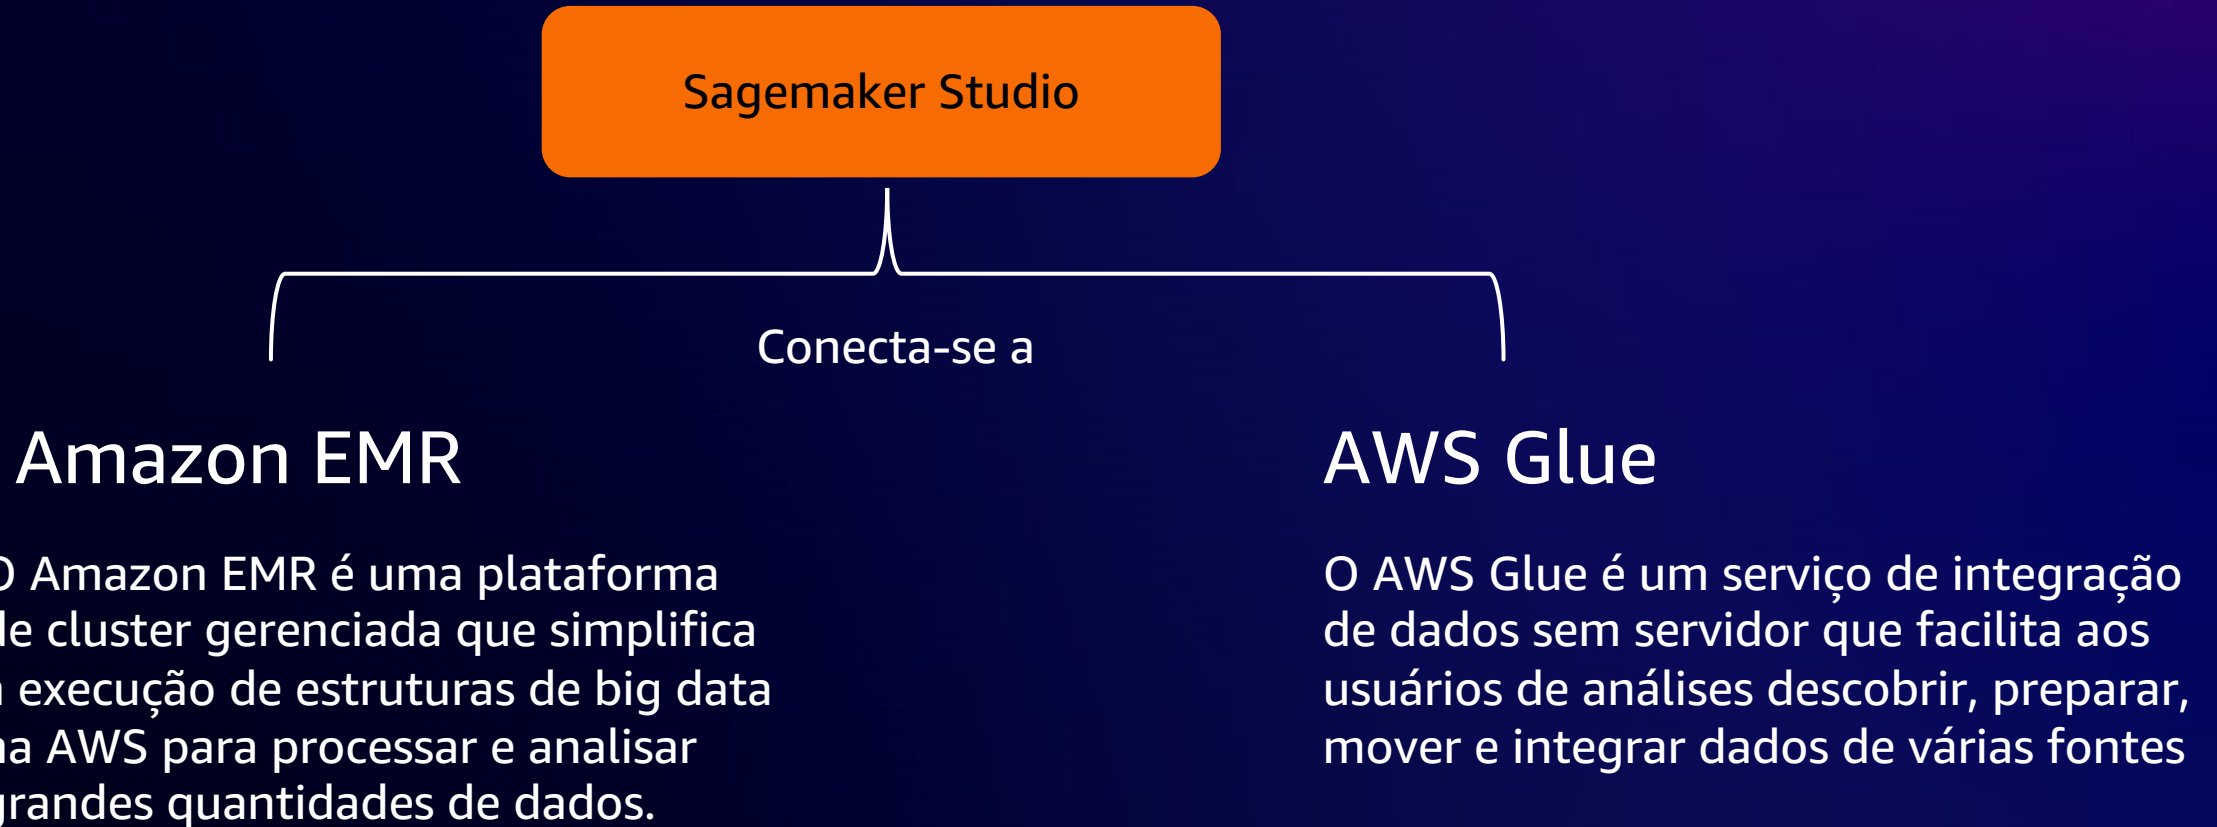 Sagemaker Studio
Conecta-se a
Amazon EMR
O Amazon EMR é uma plataforma
de cluster gerenciada que simplifica
a execução de estruturas de big data
na AWS para processar e analisar
grandes quantidades de dados.
AWS Glue
O AWS Glue é um serviço de integração
de dados sem servidor que facilita aos
usuários de análises descobrir, preparar,
mover e integrar dados de várias fontes